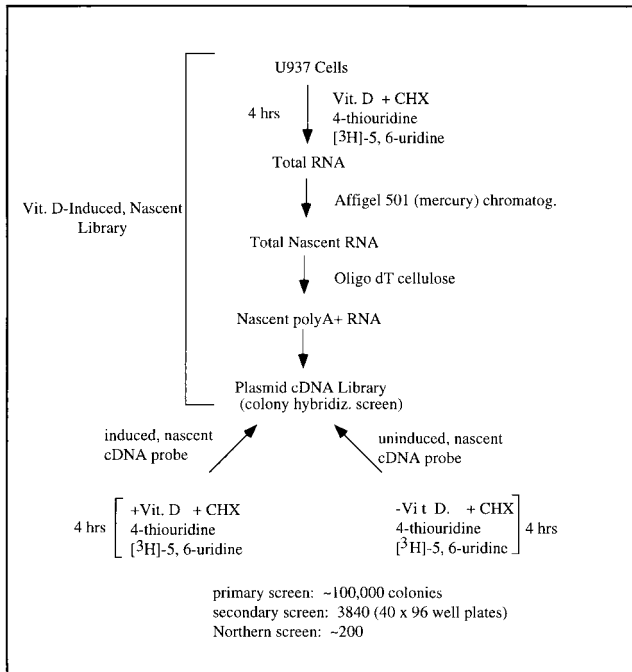 U937 Cells
4 hrs
Vit. D + CHX
4-thiouridine
[3H]-5, 6-uridine
Total RNA
Affigel 501 (mercury) chromatog.
Vit. D-Induced, Nascent
Library
Total Nascent RNA
Oligo dT cellulose
Nascent polyA+ RNA
Plasmid cDNA Library
(colony hybridiz. screen)
induced, nascent
cDNA probe
uninduced, nascent
cDNA probe
4 hrs
+Vit. D + CHX
4-thiouridine
[3H]-5, 6-uridine
-Vi t D. + CHX
4-thiouridine
[3H]-5, 6-uridine
4 hrs
primary screen: ~100,000 colonies
secondary screen: 3840 (40 x 96 well plates)
Northern screen: ~200